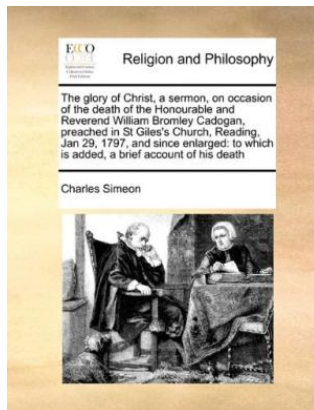 ECCO
Religion and Philosophy
The glory of Christ, a sermon, on occasion
of the death of the Honourable and
Reverend William Bromley Cadogan,
preached in St Giles's Church, Reading,
Jan 29, 1797, and since enlarged: to which
is added, a brief account of his death
Charles Simeon